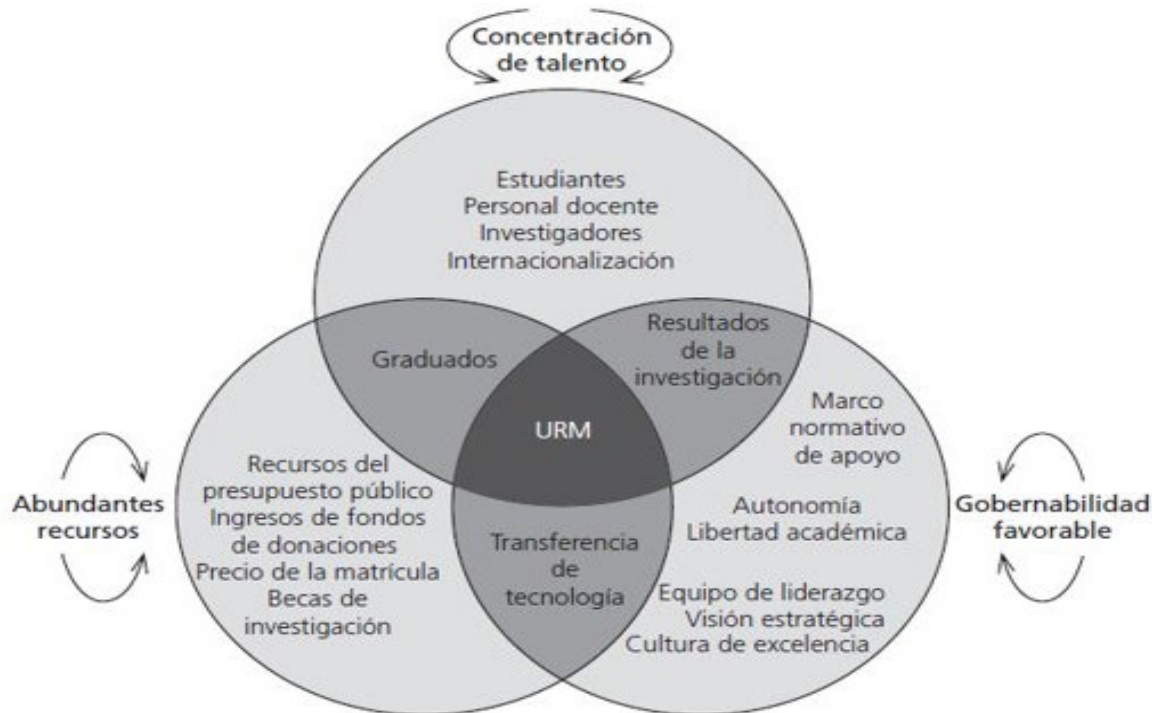 Concentración
de talento
Estudiantes
Personal docente
Investigadores
Internacionalización
Graduados
Resultados
de la
investigación
URM
Marco
normativo
de apoyo
Abundantes
recursos
Recursos del
presupuesto público
Ingresos de fondos
de donaciones
Precio de la matrícula
Becas de
investigación
Transferencia
de
tecnología
Autonomía
Libertad académica
Equipo de liderazgo
Visión estratégica
Cultura de excelencia
Gobernabilidad
favorable